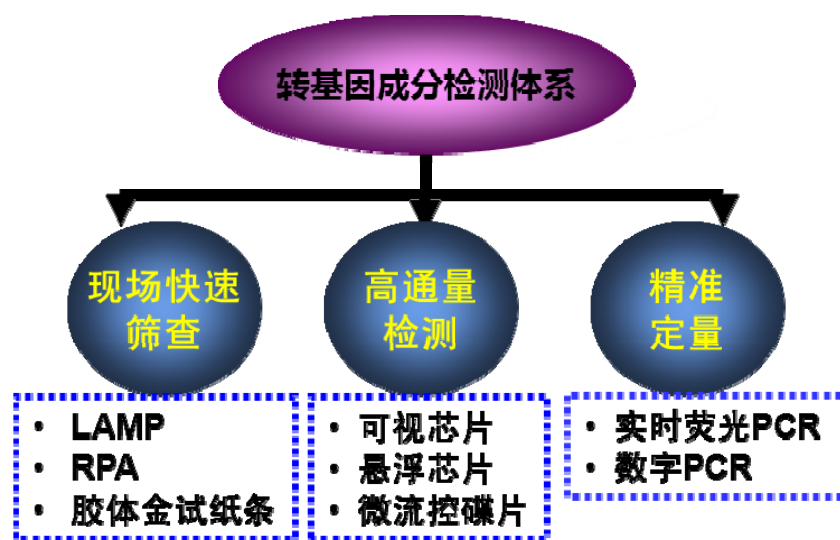 转基因成分检测体系
现场快速
筛查
高通量
检测
精准
定量
• LAMP
• RPA
• 胶体金试纸条
• 可视芯片
• 悬浮芯片
• 微流控碟片
• 实时荧光PCR
• 数字PCR